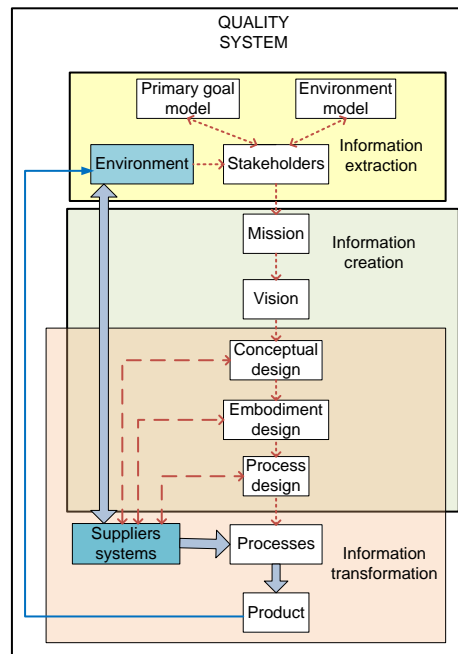 QUALITY
SYSTEM
Primary goal
model
Environment
model
Environment
Stakeholders
Information
extraction
Mission
Information
creation
Vision
Conceptual
design
Embodiment
design
Process
design
Suppliers
systems
Processes
Information
transformation
Product